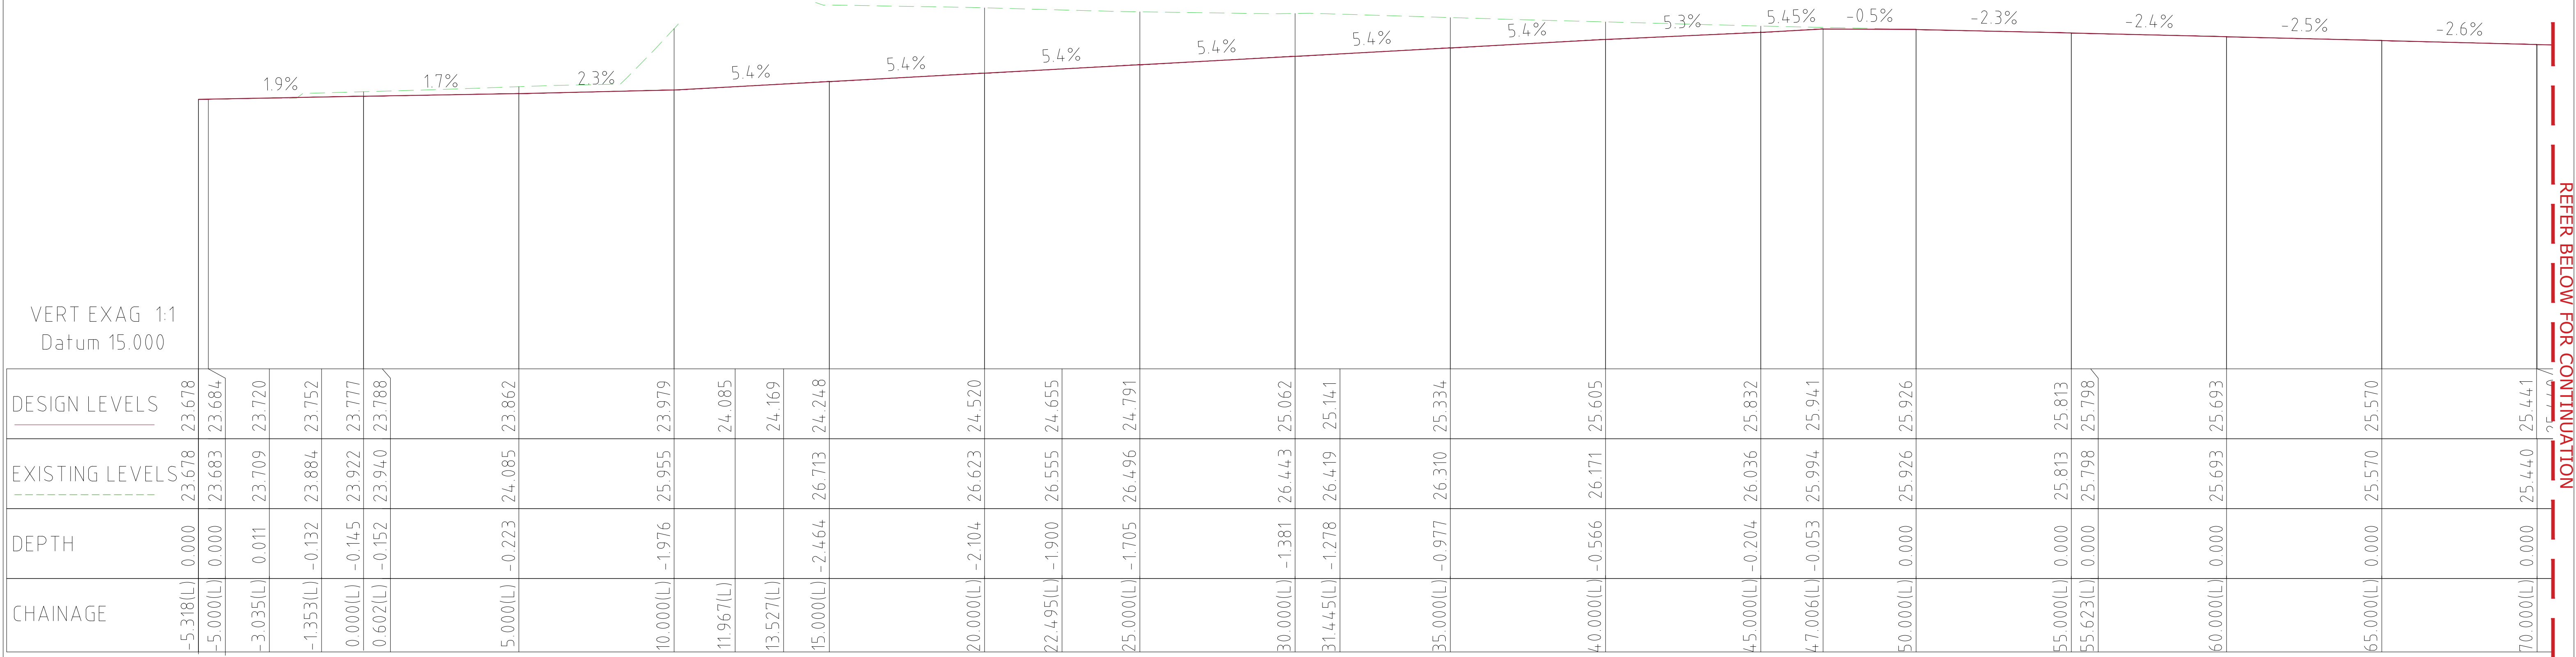 1.9% 1.7% 2.3% 5.4% 5.4% 5.4% 5.4% 5.4% 5.4% 5.3% 5.45% -0.5% -2.3% -2.4% -2.5% -2.6%
VERT EXAG 1:1
Datum 15.000
DESIGN LEVELS 23.678 23.684 23.720 23.752 23.777 23.788 23.862 23.979 24.085 24.169 24.248 24.520 24.655 24.791 25.062 25.141 25.334 25.605 25.832 25.941 25.926 25.813 25.798 25.693 25.570 25.441
EXISTING LEVELS 23.678 23.683 23.709 23.884 23.922 23.940 24.085 25.955 26.713 26.623 26.555 26.496 26.443 26.419 26.310 26.171 26.036 25.994 25.926 25.813 25.798 25.693 25.570 25.440
DEPTH 0.000 0.000 0.011 -0.132 -0.145 -0.152 -0.223 -1.976 -2.464 -2.104 -1.900 -1.705 -1.381 -1.278 -0.977 -0.566 -0.204 -0.053 0.000 0.000 0.000 0.000 0.000 0.000
CHAINAGE -5.318(L) -5.000(L) -3.035(L) -1.353(L) 0.000(L) 0.602(L) 5.000(L) 10.000(L) 11.967(L) 13.527(L) 15.000(L) 20.000(L) 22.495(L) 25.000(L) 30.000(L) 31.445(L) 35.000(L) 40.000(L) 45.000(L) 47.006(L) 50.000(L) 55.000(L) 55.623(L) 60.000(L) 65.000(L) 70.000(L)
REFER BELOW FOR CONTINUATION